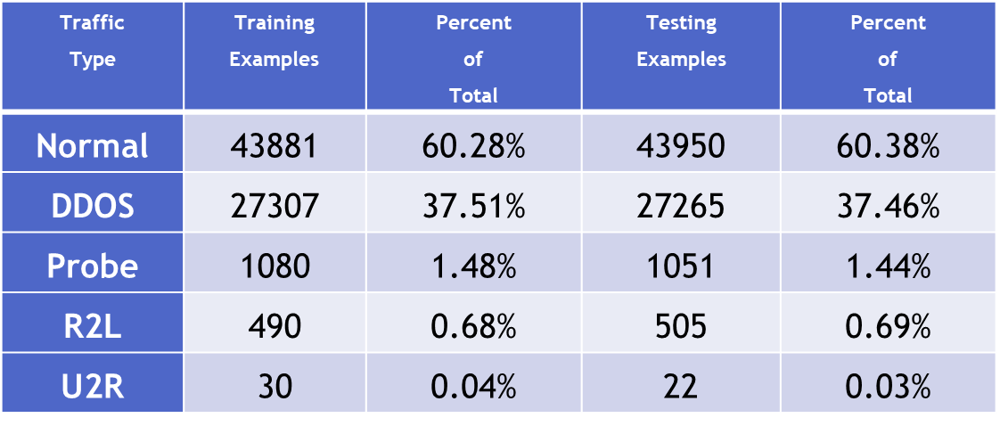 Traffic Type Training Examples Percent of Total Testing Examples Percent of Total
Normal 43881 60.28% 43950 60.38%
DDOS 27307 37.51% 27265 37.46%
Probe 1080 1.48% 1051 1.44%
R2L 490 0.68% 505 0.69%
U2R 30 0.04% 22 0.03%